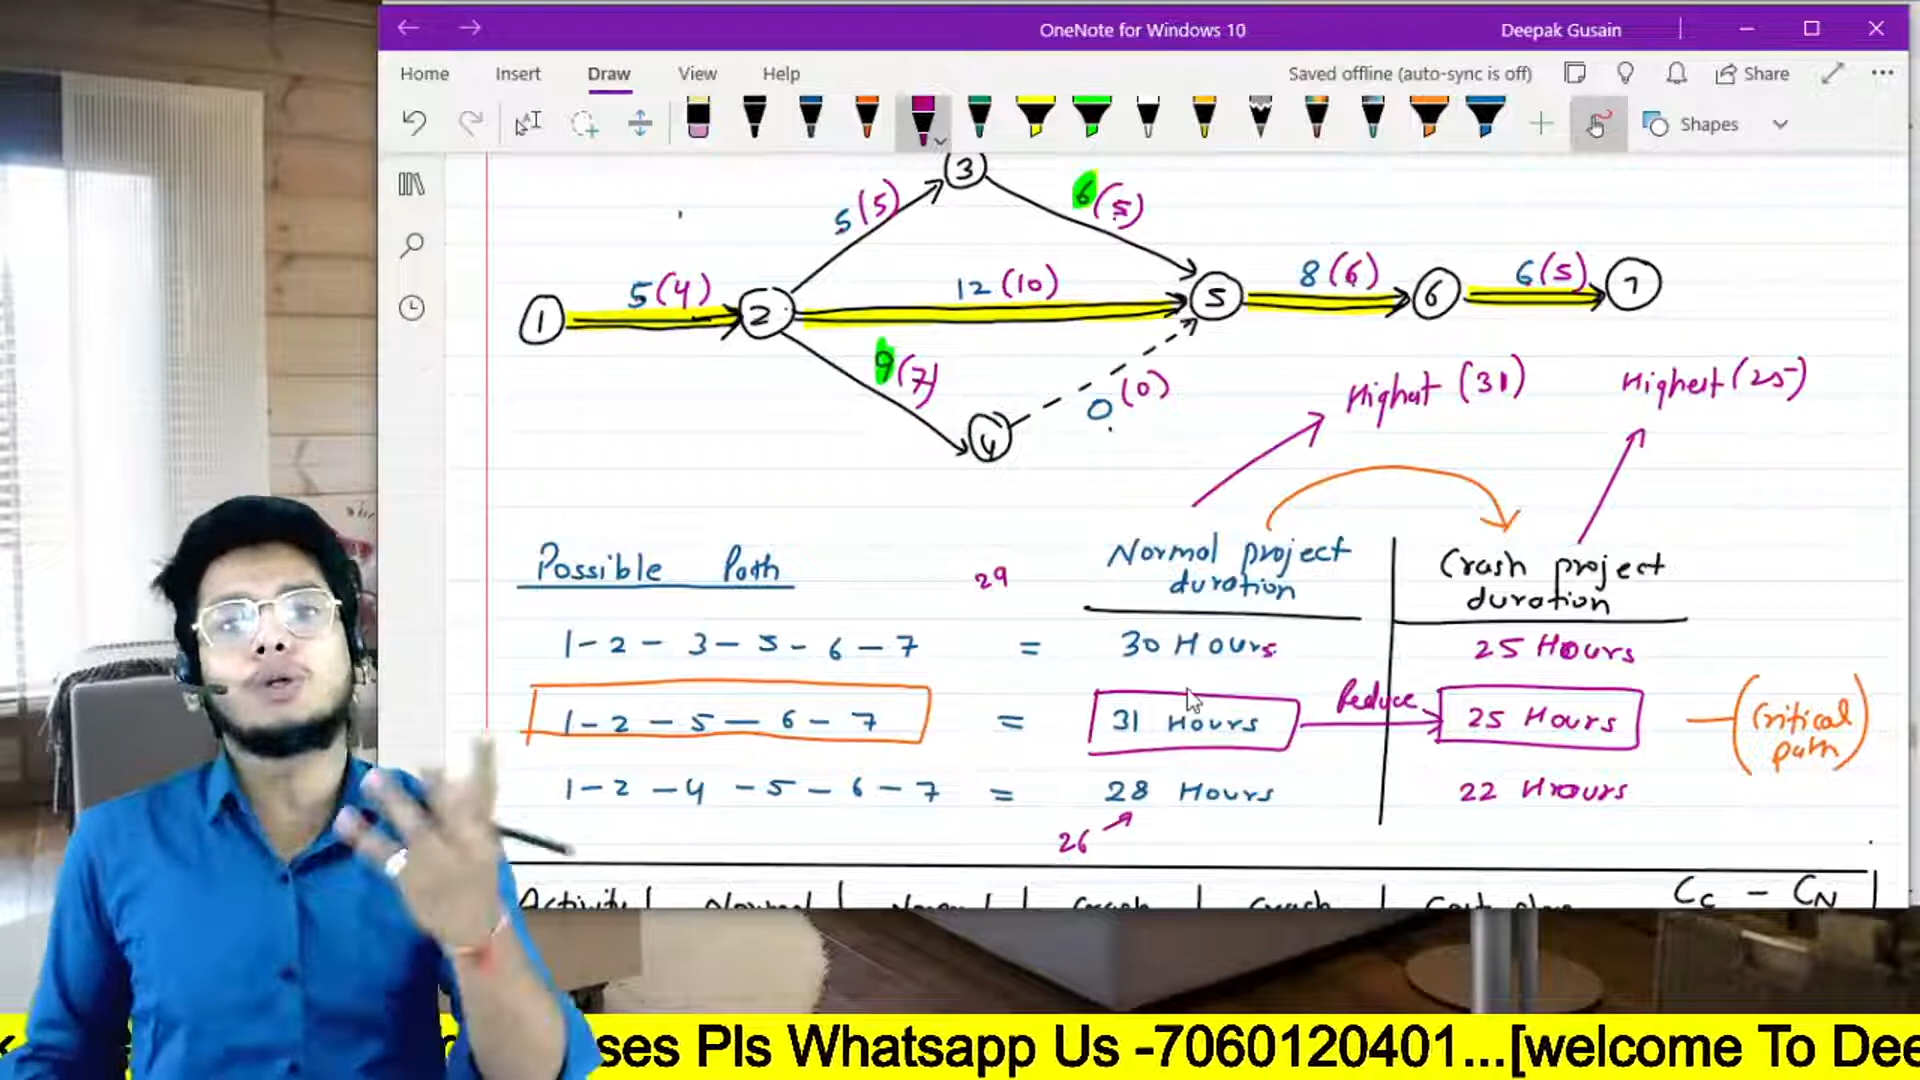 OneNote for Windows 10
Deepak Gusain
Home Insert Draw View Help
Saved offline (auto-sync is off) Share
Shapes
3
5(5)
6(5)
5(4)
12 (10)
8(6)
6(5)
1
2
5
6
7
9(7)
0(0)
4
Highest (31)
Highest (25)
Possible Path
29
Normal project duration
Crash project duration
1-2-3-5-6-7 = 30 Hours
25 Hours
1-2-5-6-7 = 31 Hours
Reduce
25 Hours
(Critical path)
1-2-4-5-6-7 = 28 Hours
22 Hours
26
Activity
Crash
Crash
Cc - CN
ses Pls Whatsapp Us -7060120401...[welcome To Dee